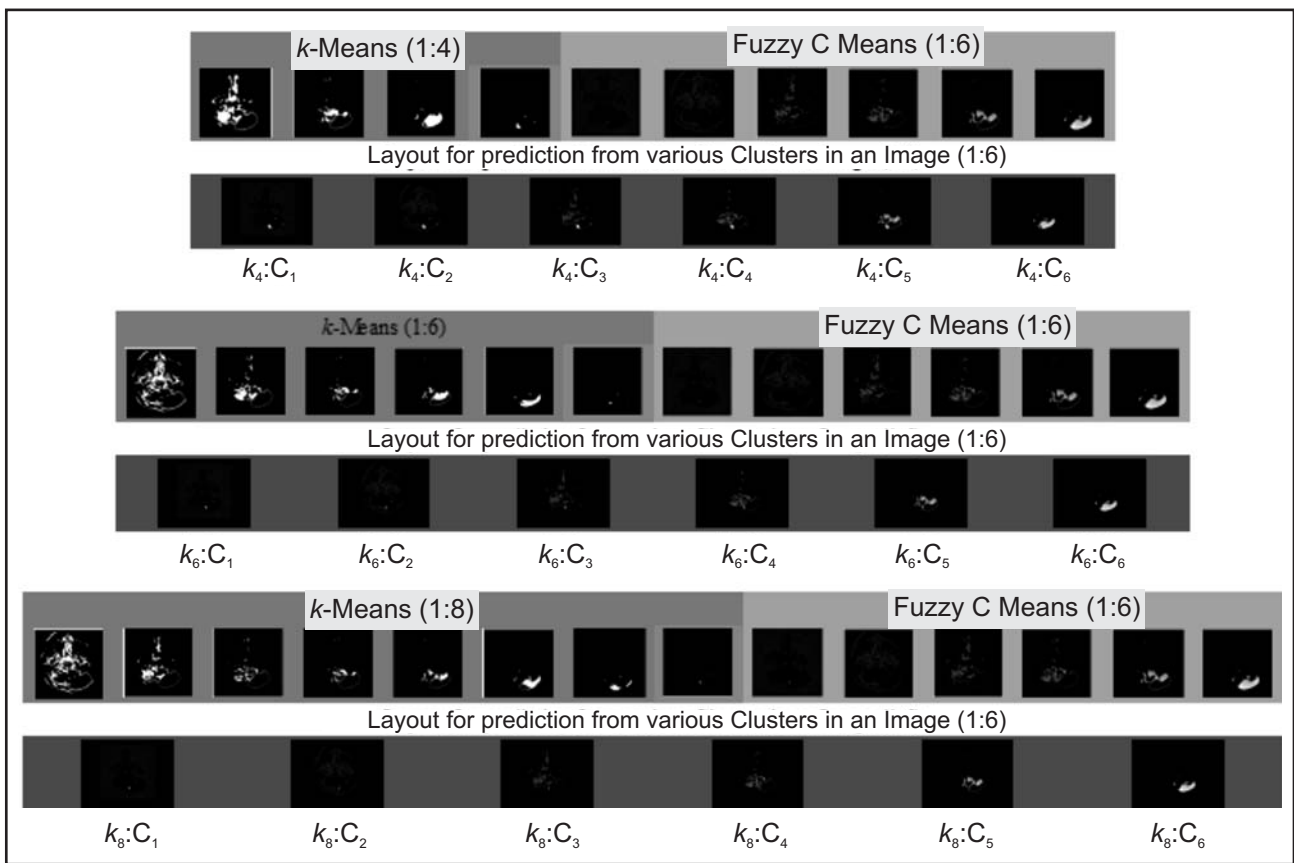 k-Means (1:4) Fuzzy C Means (1:6)
Layout for prediction from various Clusters in an Image (1:6)
k4:C1 k4:C2 k4:C3 k4:C4 k4:C5 k4:C6
k-Means (1:6) Fuzzy C Means (1:6)
Layout for prediction from various Clusters in an Image (1:6)
k6:C1 k6:C2 k6:C3 k6:C4 k6:C5 k6:C6
k-Means (1:8) Fuzzy C Means (1:6)
Layout for prediction from various Clusters in an Image (1:6)
k8:C1 k8:C2 k8:C3 k8:C4 k8:C5 k8:C6